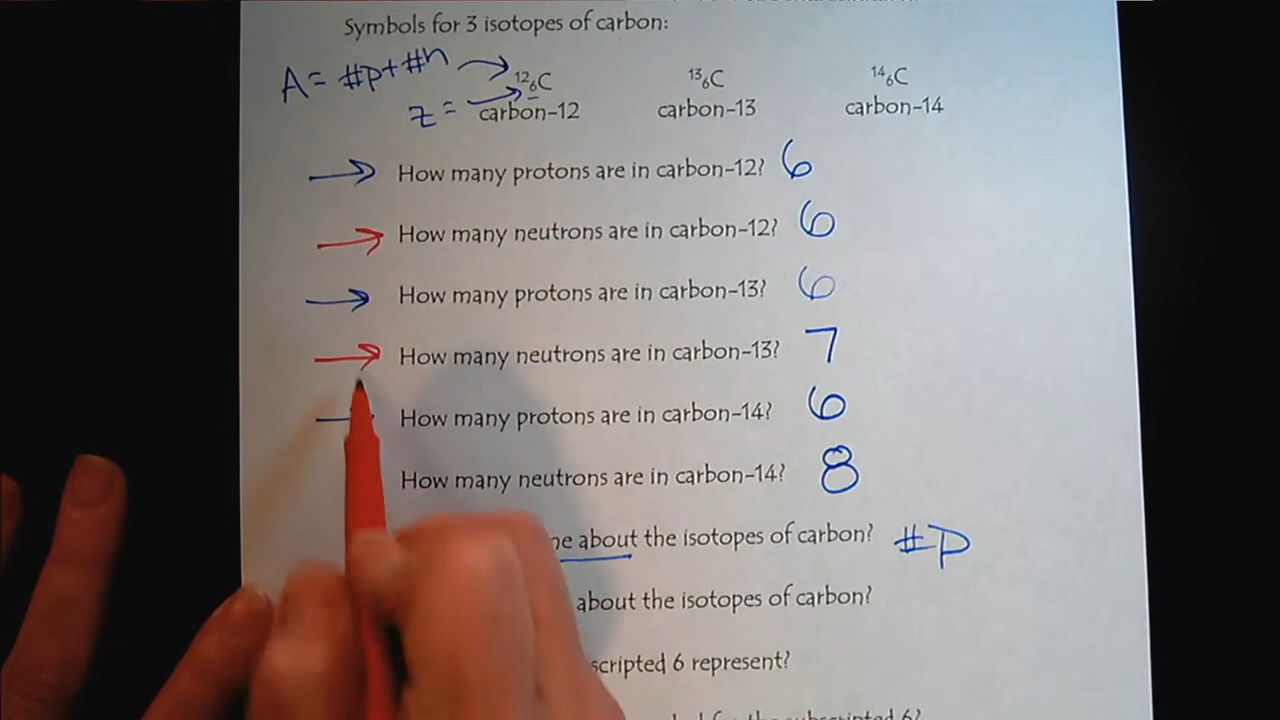 Symbols for 3 isotopes of carbon:
A = #p + #n
¹²₆C ¹³₆C ¹⁴₆C
Z =
carbon-12 carbon-13 carbon-14
How many protons are in carbon-12? 6
How many neutrons are in carbon-12? 6
How many protons are in carbon-13? 6
How many neutrons are in carbon-13? 7
How many protons are in carbon-14? 6
How many neutrons are in carbon-14? 8
about the isotopes of carbon? #P
about the isotopes of carbon?
6 represent?